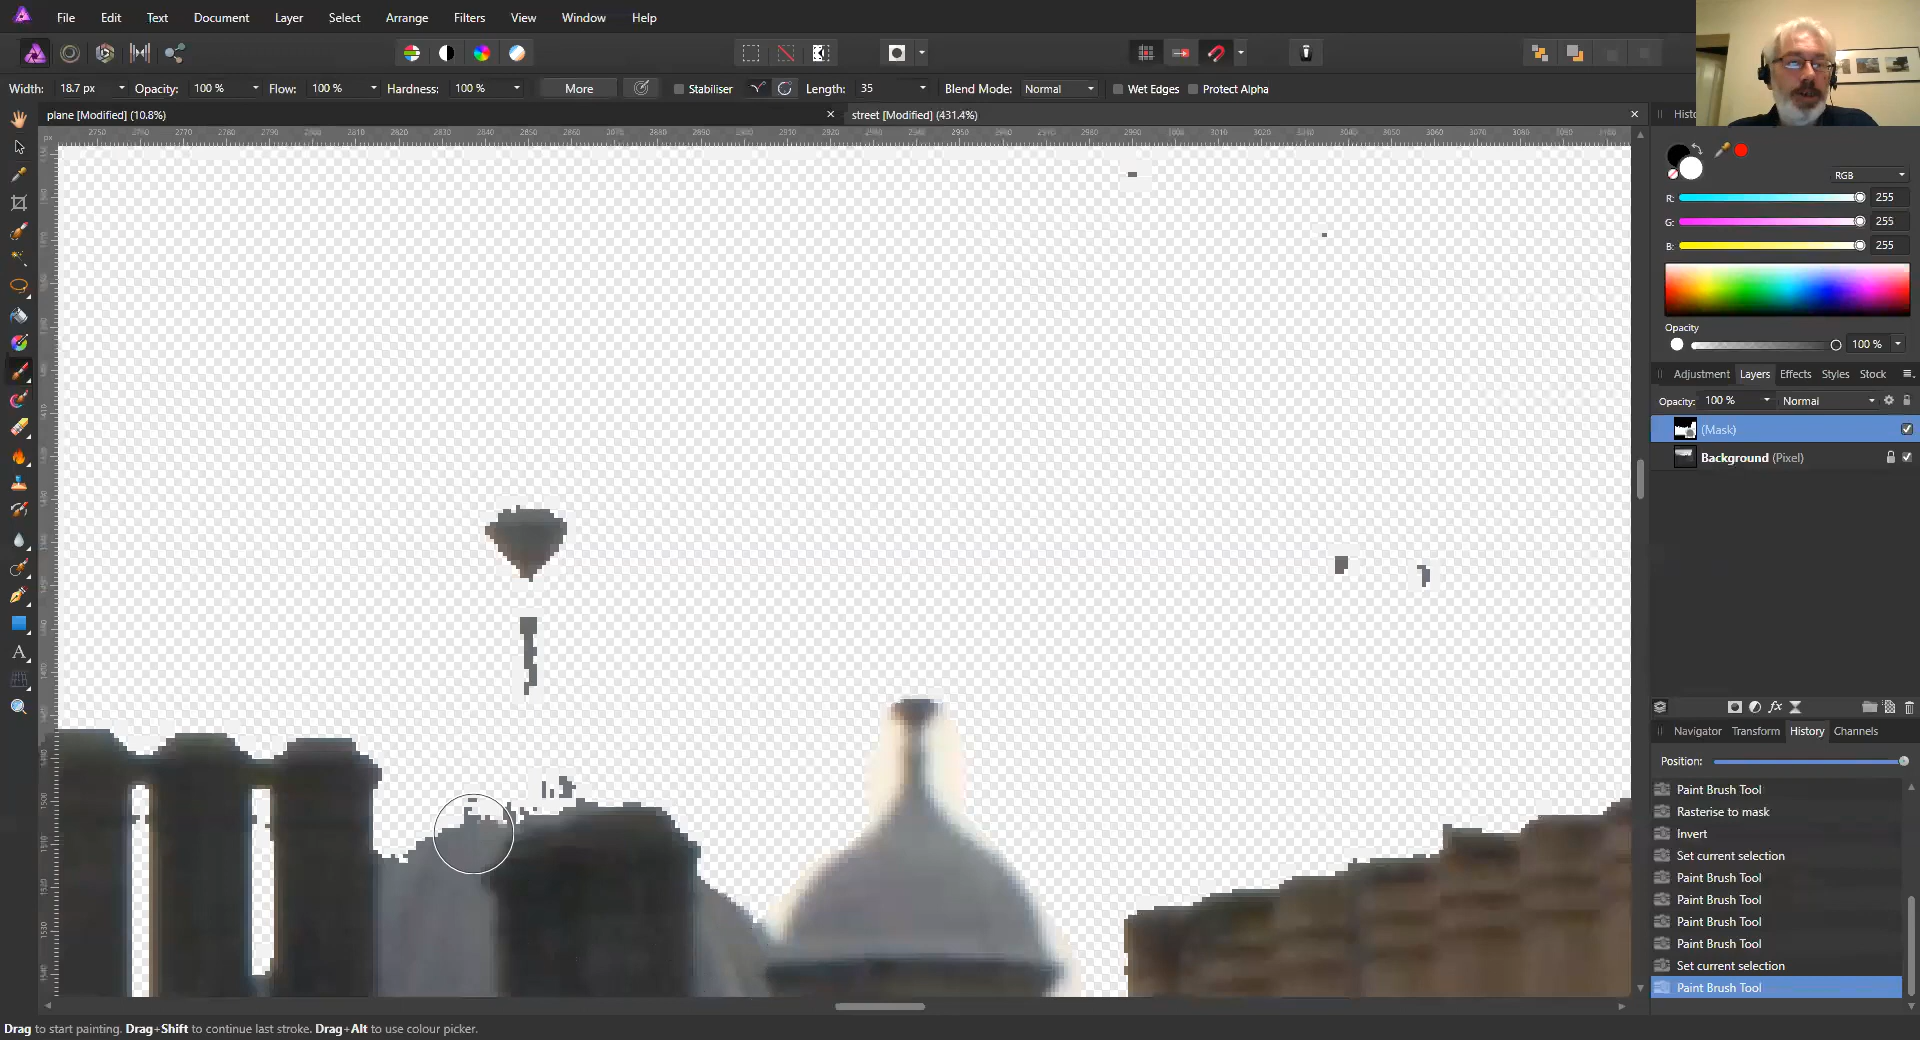 File Edit Text Document Layer Select Arrange Filters View Window Help
Width: 18.7 px Opacity: 100 % Flow: 100 % Hardness: 100 % More Stabiliser Length: 35 Blend Mode: Normal Wet Edges Protect Alpha
plane [Modified] (10.8%) street [Modified] (431.4%)
RGB
R: 255
G: 255
B: 255
Opacity
100 %
Adjustment Layers Effects Styles Stock
Opacity: 100 % Normal
(Mask)
Background (Pixel)
Navigator Transform History Channels
Position:
Paint Brush Tool
Rasterise to mask
Invert
Set current selection
Paint Brush Tool
Paint Brush Tool
Paint Brush Tool
Paint Brush Tool
Set current selection
Paint Brush Tool
Drag to start painting. Drag+Shift to continue last stroke. Drag+Alt to use colour picker.